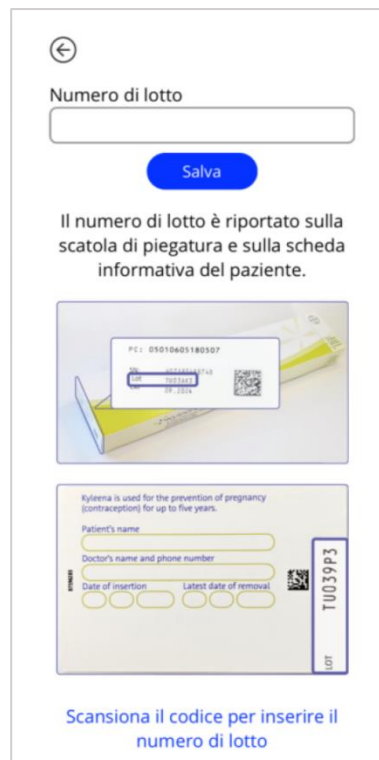 Numero di lotto
Salva
Il numero di lotto è riportato sulla
scatola di piegatura e sulla scheda
informativa del paziente.
PC: 05010605180507
SN:
LOT
09.2024
Kyleena is used for the prevention of pregnancy
(contraception) for up to five years.
Patient's name
Doctor's name and phone number
Date of insertion Latest date of removal
LOT TU039P3
Scansiona il codice per inserire il
numero di lotto